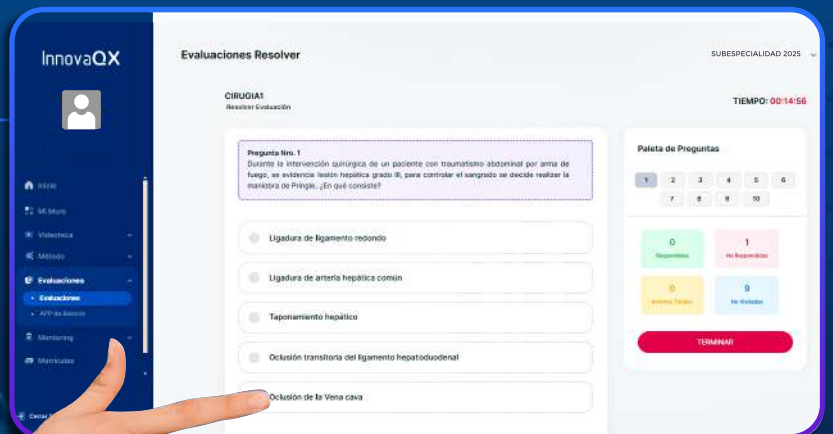 InnovaQX
Evaluaciones Resolver
SUBESPECIALIDAD 2025
CIRUGIA1
Resolver Evaluación
TIEMPO: 00:14:56
Inicio
Mi Muro
Videoteca
Método
Evaluaciones
Evaluaciones
APP de Bancos
Mentoring
Matriculas
Cerrar
Pregunta Nro. 1
Durante la intervención quirúrgica de un paciente con traumatismo abdominal por arma de
fuego, se evidencia lesión hepática grado III, para controlar el sangrado se decide realizar la
maniobra de Pringle. ¿En qué consiste?
Ligadura de ligamento redondo
Ligadura de arteria hepática común
Taponamiento hepático
Oclusión transitoria del ligamento hepatoduodenal
Oclusión de la Vena cava
Paleta de Preguntas
1 2 3 4 5 6
7 8 9 10
0 1
Respondidas No Respondidas
0 9
No Visitadas
TERMINAR